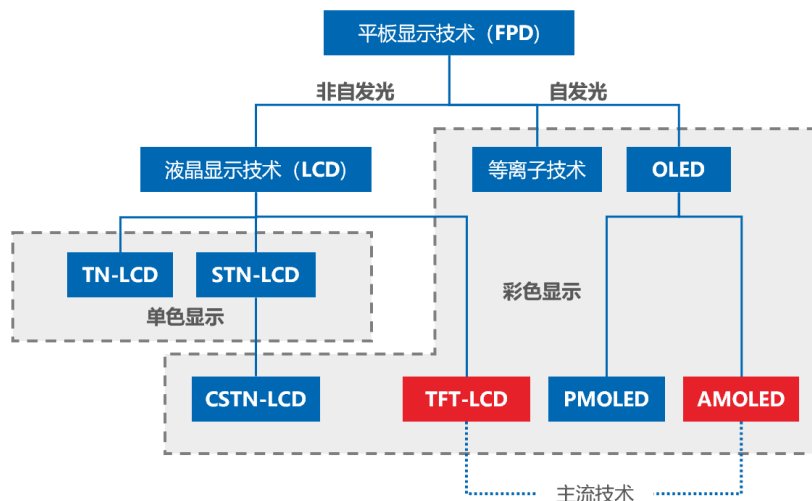 平板显示技术（FPD）
非自发光
自发光
液晶显示技术（LCD）
等离子技术
OLED
TN-LCD
STN-LCD
彩色显示
单色显示
CSTN-LCD
TFT-LCD
PMOLED
AMOLED
主流技术